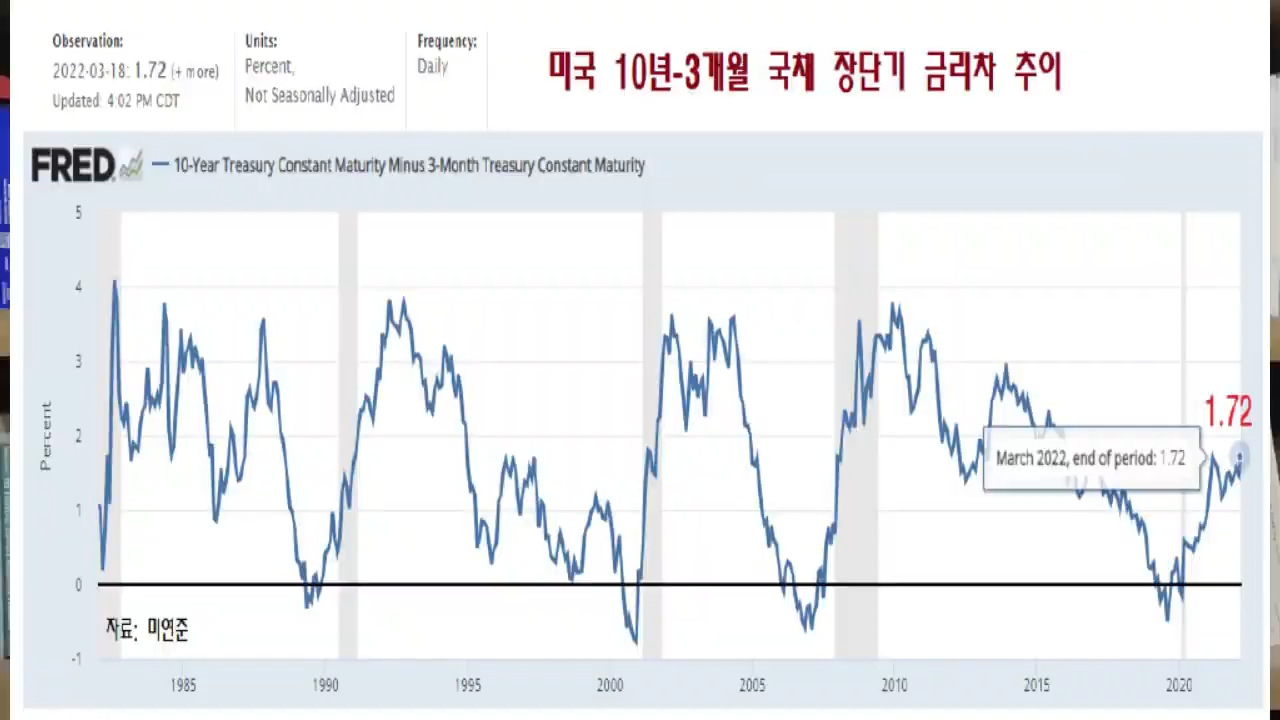 Observation:
2022-03-18: 1.72 (+ more)
Updated: 4:02 PM CDT
Units:
Percent,
Not Seasonally Adjusted
Frequency:
Daily
미국 10년-3개월 국채 장단기 금리차 추이
FRED
10-Year Treasury Constant Maturity Minus 3-Month Treasury Constant Maturity
Percent
5
4
3
2
1
0
-1
1.72
March 2022, end of period: 1.72
자료: 미연준
1985 1990 1995 2000 2005 2010 2015 2020